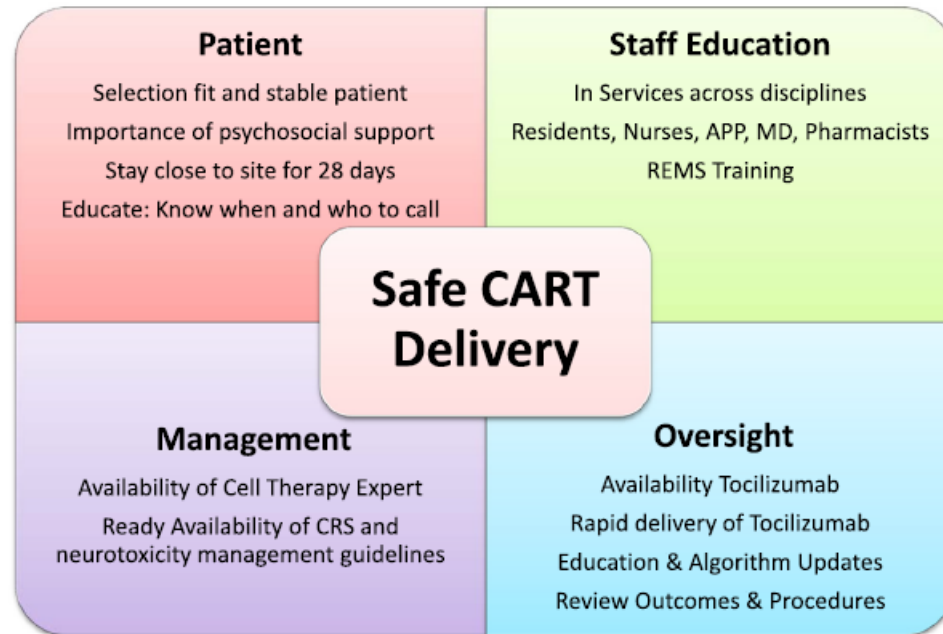 Patient
Selection fit and stable patient
Importance of psychosocial support
Stay close to site for 28 days
Educate: Know when and who to call
Staff Education
In Services across disciplines
Residents, Nurses, APP, MD, Pharmacists
REMS Training
Safe CART
Delivery
Management
Availability of Cell Therapy Expert
Ready Availability of CRS and
neurotoxicity management guidelines
Oversight
Availability Tocilizumab
Rapid delivery of Tocilizumab
Education & Algorithm Updates
Review Outcomes & Procedures